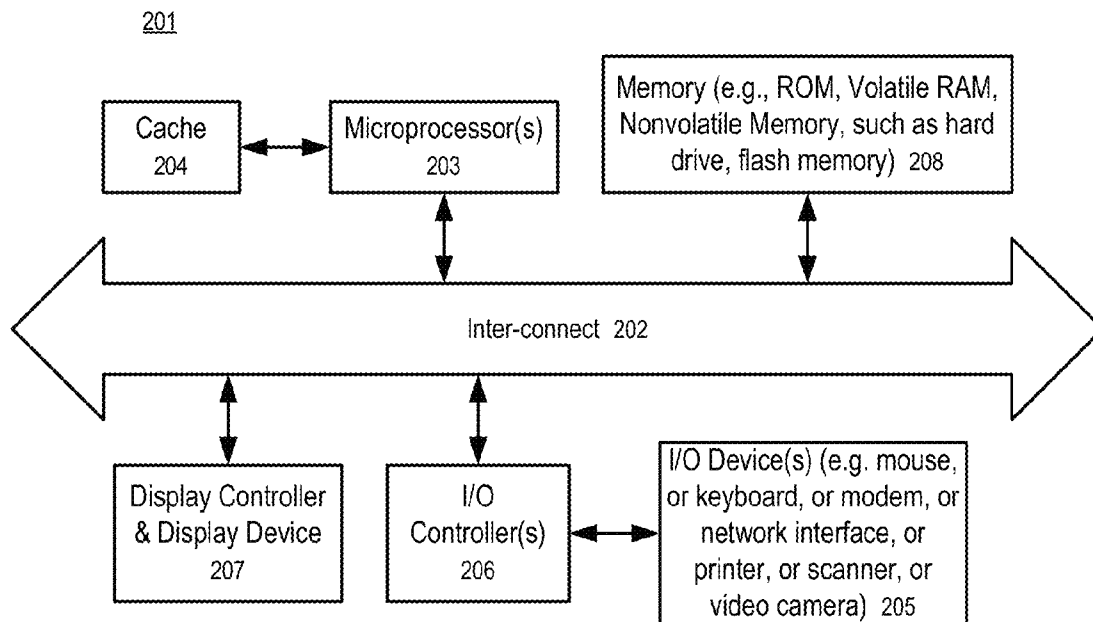 201
Cache
204
Microprocessor(s)
203
Memory (e.g., ROM, Volatile RAM,
Nonvolatile Memory, such as hard
drive, flash memory) 208
Inter-connect 202
Display Controller
& Display Device
207
I/O
Controller(s)
206
I/O Device(s) (e.g. mouse,
or keyboard, or modem, or
network interface, or
printer, or scanner, or
video camera) 205